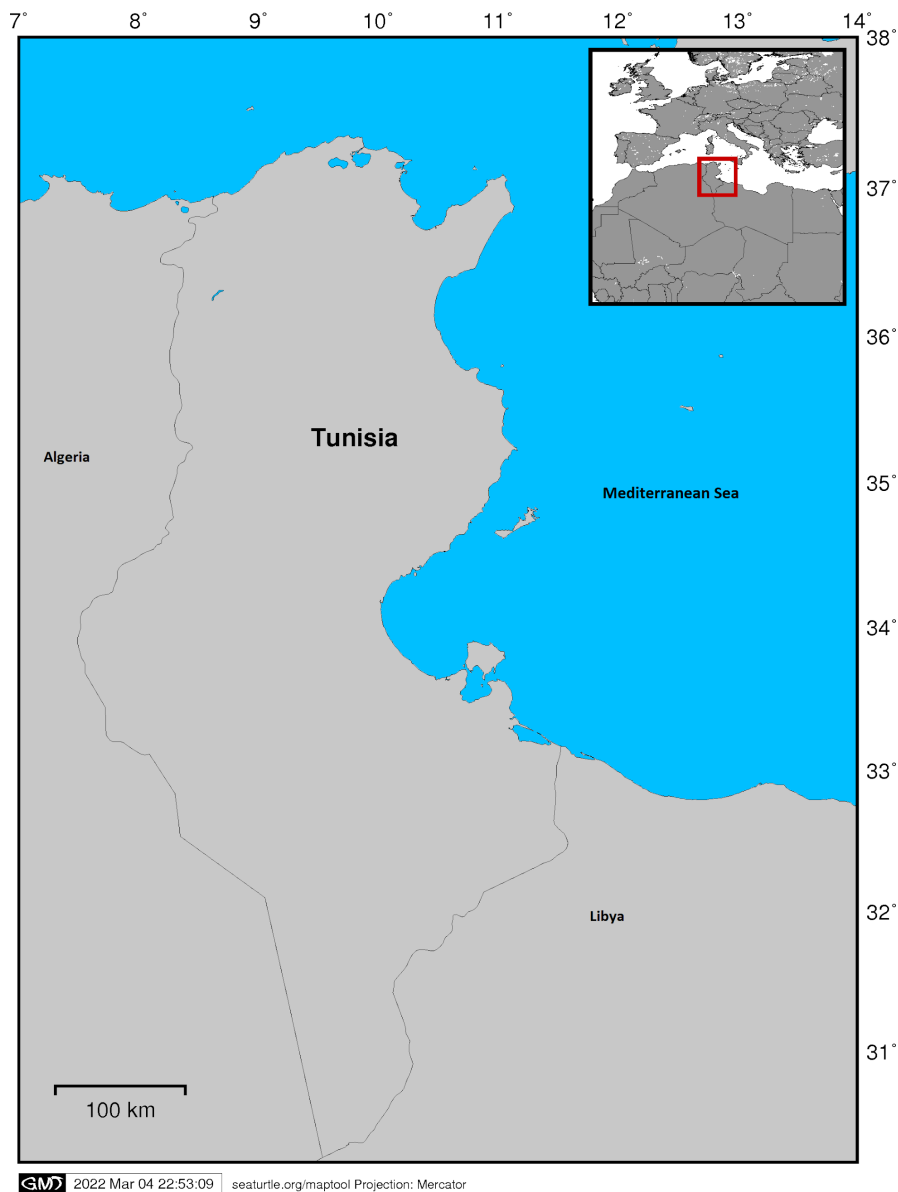 7° 8° 9° 10° 11° 12° 13° 14°
38°
37°
36°
Tunisia
Algeria
35°
Mediterranean Sea
34°
33°
32°
Libya
31°
100 km
GMT 2022 Mar 04 22:53:09 seaturtle.org/maptool Projection: Mercator